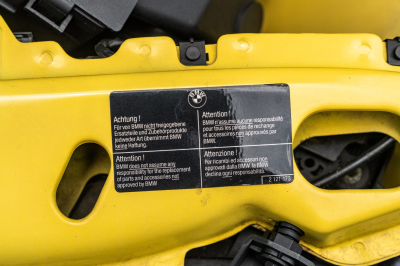 BMW
Achtung !
Für von BMW nicht freigegebene
Ersatzteile und Zubehörprodukte
jedweder Art übernimmt BMW
keine Haftung.
Attention !
BMW n'assume aucune responsabilité
pour tous les pièces de rechange
et accessoires non approuvés par
BMW.
Attention !
BMW does not assume any
responsibility for the replacement
of parts and accessories not
approved by BMW
Attenzione !
Per ricambi ed accessori non
approvati dalla BMW la BMW
declina ogni responsabilità.
2 121 573